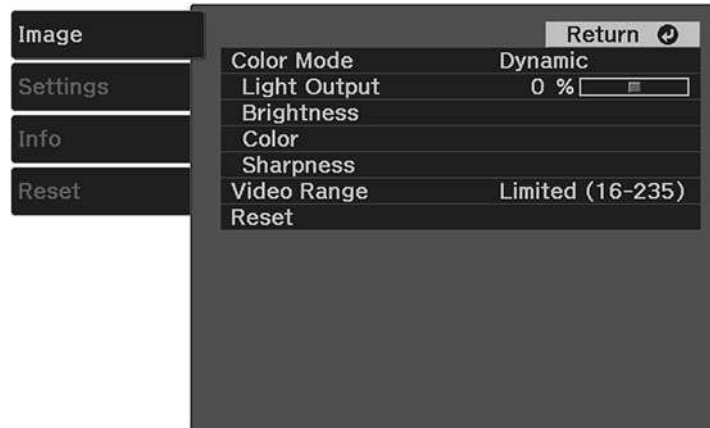 Image
Settings
Info
Reset
Return
Color Mode Dynamic
Light Output 0 %
Brightness
Color
Sharpness
Video Range Limited (16-235)
Reset